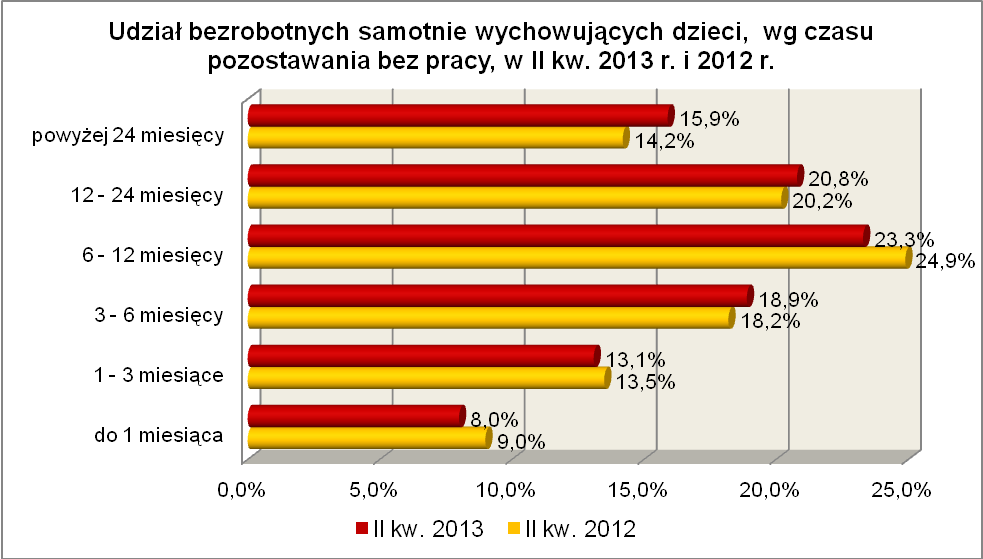 Udział bezrobotnych samotnie wychowujących dzieci, wg czasu
pozostawania bez pracy, w II kw. 2013 r. i 2012 r.
powyżej 24 miesięcy
15,9%
14,2%
12 - 24 miesięcy
20,8%
20,2%
6 - 12 miesięcy
23,3%
24,9%
3 - 6 miesięcy
18,9%
18,2%
1 - 3 miesiące
13,1%
13,5%
do 1 miesiąca
8,0%
9,0%
0,0% 5,0% 10,0% 15,0% 20,0% 25,0%
II kw. 2013 II kw. 2012